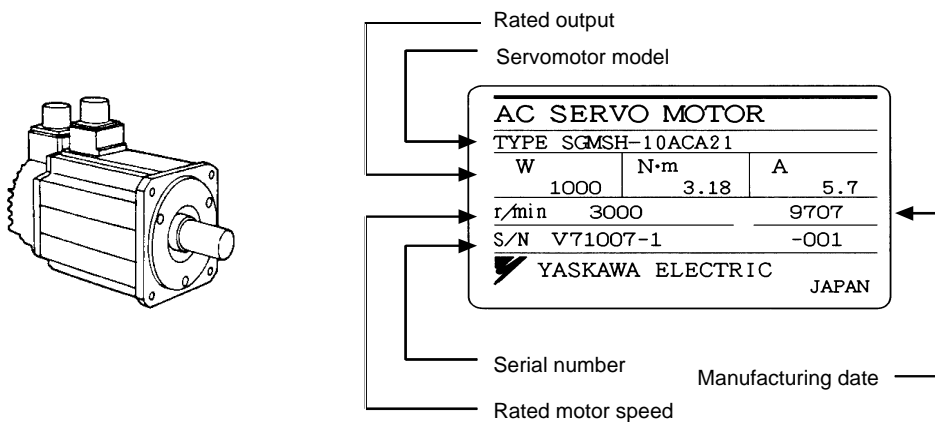 Rated output
Servomotor model
AC SERVO MOTOR
TYPE SGMSH-10ACA21
W N·m A
1000 3.18 5.7
r/min 3000 9707
S/N V71007-1 -001
YASKAWA ELECTRIC
JAPAN
Serial number
Manufacturing date
Rated motor speed